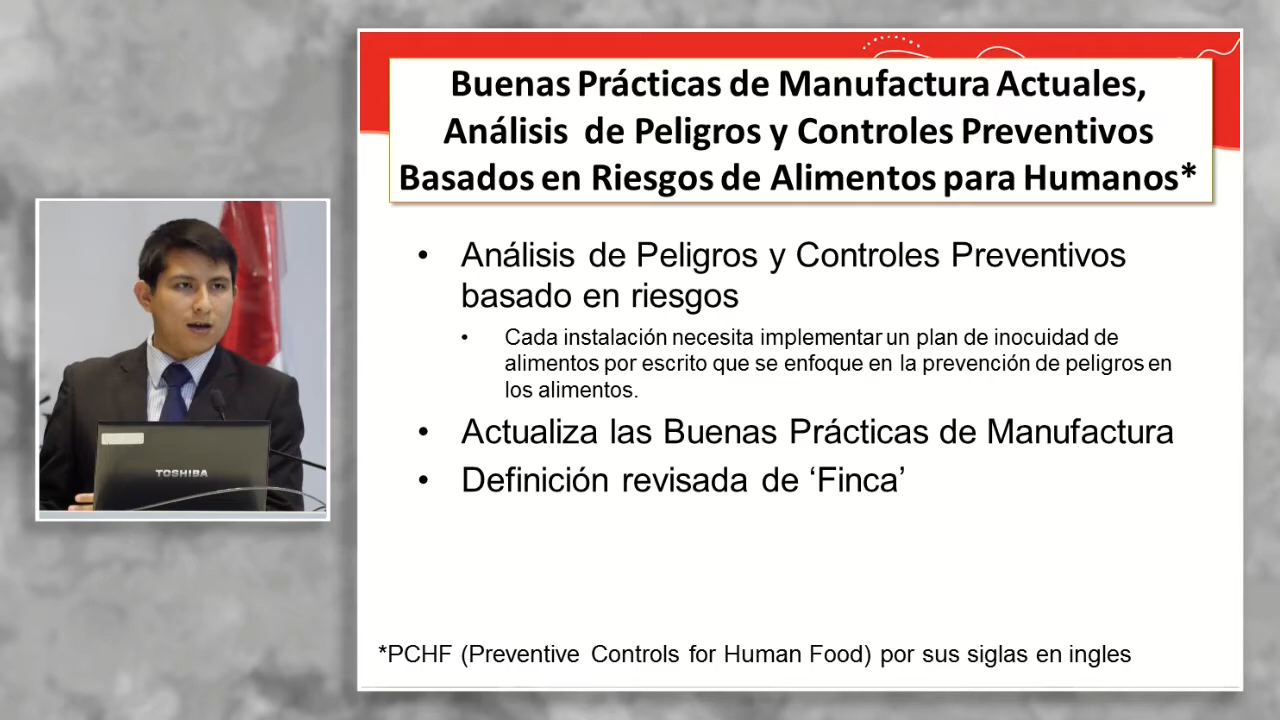 Buenas Prácticas de Manufactura Actuales,
Análisis de Peligros y Controles Preventivos
Basados en Riesgos de Alimentos para Humanos*
• Análisis de Peligros y Controles Preventivos
basado en riesgos
• Cada instalación necesita implementar un plan de inocuidad de
alimentos por escrito que se enfoque en la prevención de peligros en
los alimentos.
• Actualiza las Buenas Prácticas de Manufactura
• Definición revisada de ‘Finca’
*PCHF (Preventive Controls for Human Food) por sus siglas en ingles
TOSHIBA